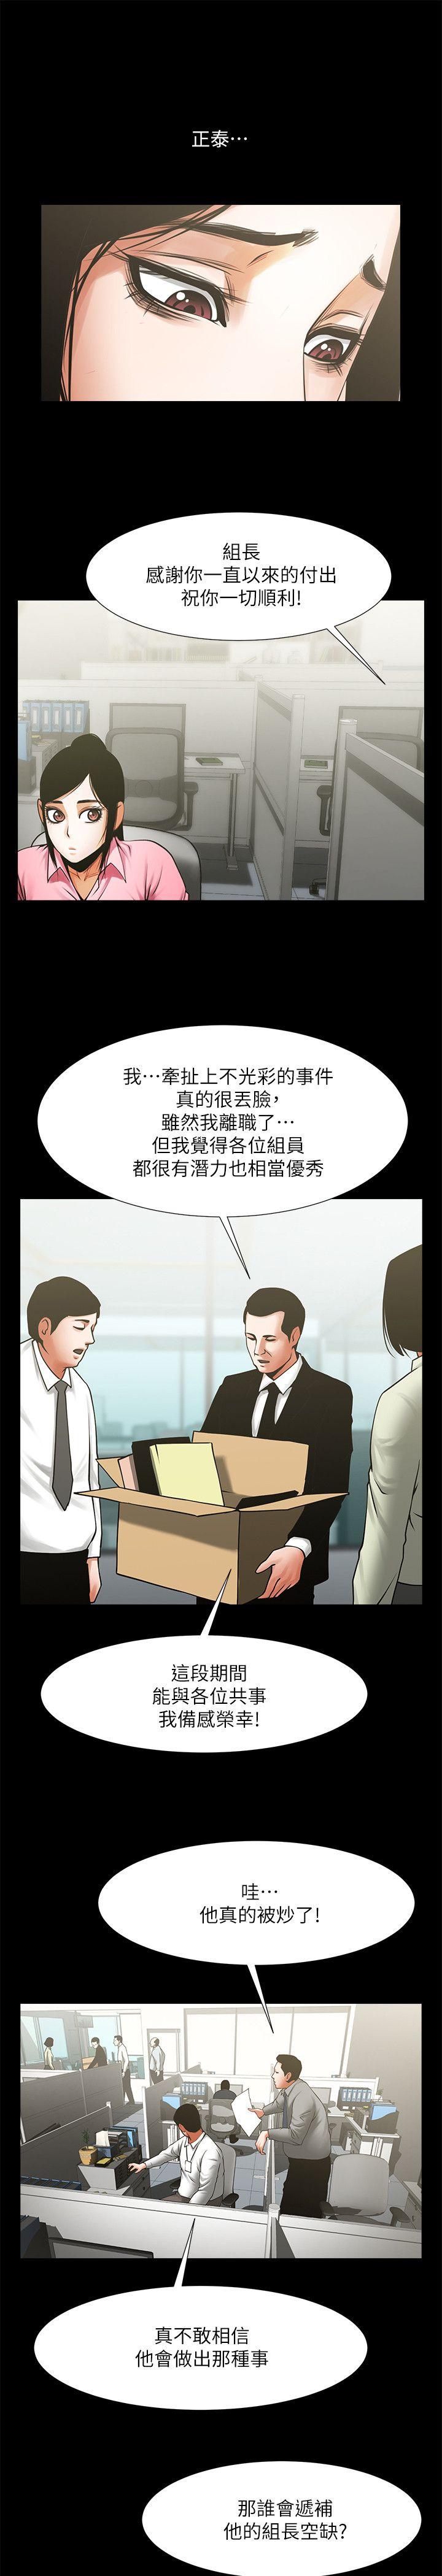 正泰…
組長
感謝你一直以來的付出
祝你一切順利!
我…牽扯上不光彩的事件
真的很丟臉,
雖然我離職了…
但我覺得各位組員
都很有潛力也相當優秀
這段期間
能與各位共事
我備感榮幸!
哇…
他真的被炒了!
真不敢相信
他會做出那種事
那誰會遞補
他的組長空缺?